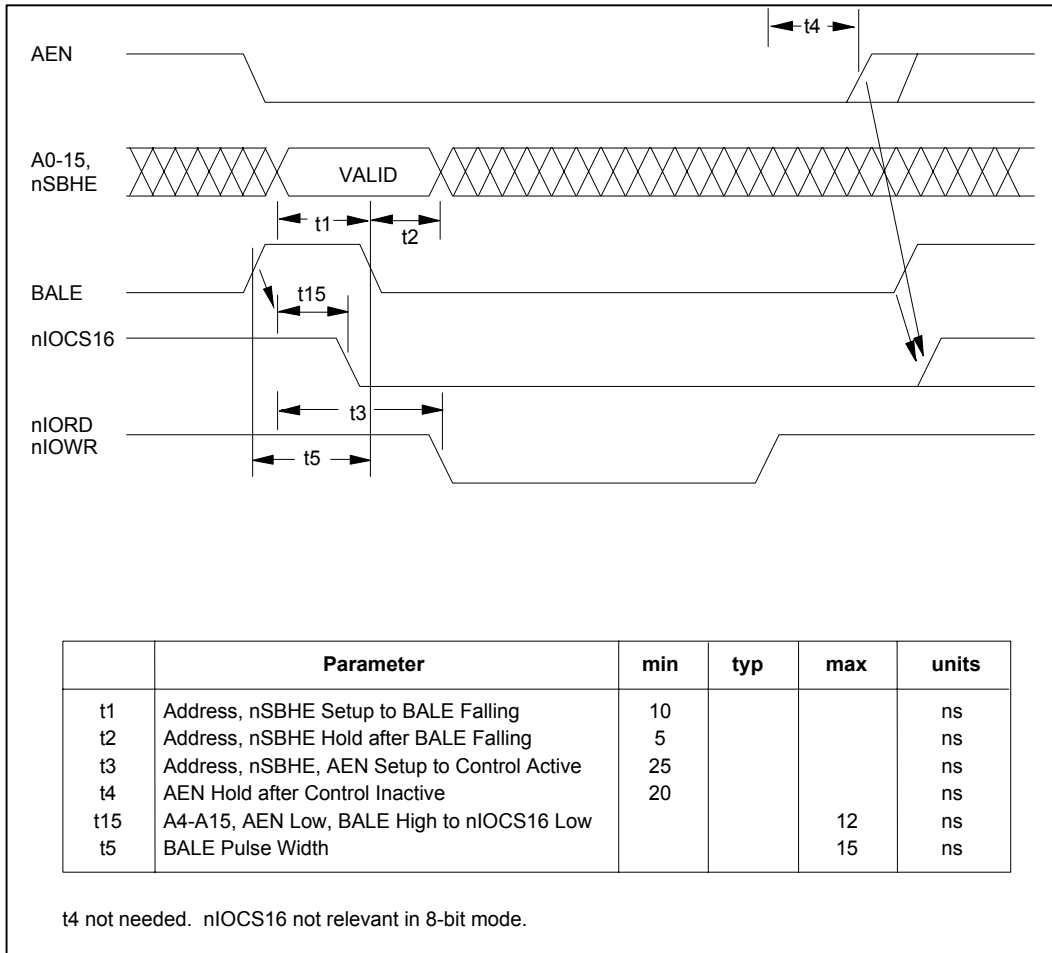 t4
AEN
A0-15,
nSBHE
VALID
t1
t2
BALE
t15
nIOCS16
t3
nIORD
nIOWR
t5
Parameter min typ max units
t1 Address, nSBHE Setup to BALE Falling 10 ns
t2 Address, nSBHE Hold after BALE Falling 5 ns
t3 Address, nSBHE, AEN Setup to Control Active 25 ns
t4 AEN Hold after Control Inactive 20 ns
t15 A4-A15, AEN Low, BALE High to nIOCS16 Low 12 ns
t5 BALE Pulse Width 15 ns
t4 not needed. nIOCS16 not relevant in 8-bit mode.